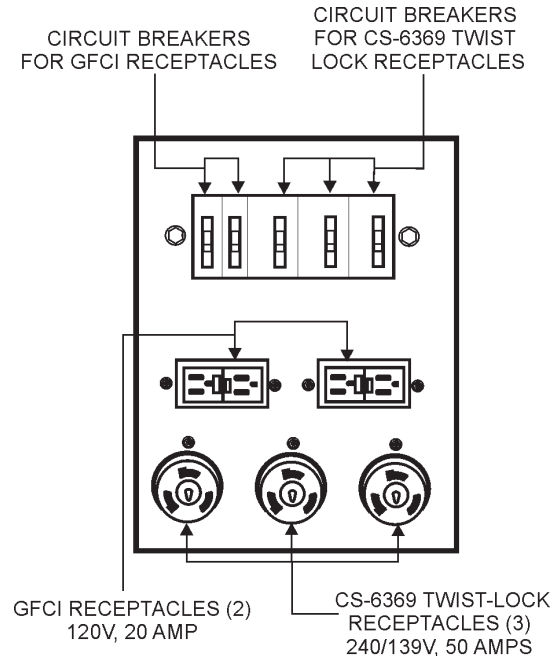 CIRCUIT BREAKERS
FOR GFCI RECEPTACLES
CIRCUIT BREAKERS
FOR CS-6369 TWIST
LOCK RECEPTACLES
GFCI RECEPTACLES (2)
120V, 20 AMP
CS-6369 TWIST-LOCK
RECEPTACLES (3)
240/139V, 50 AMPS